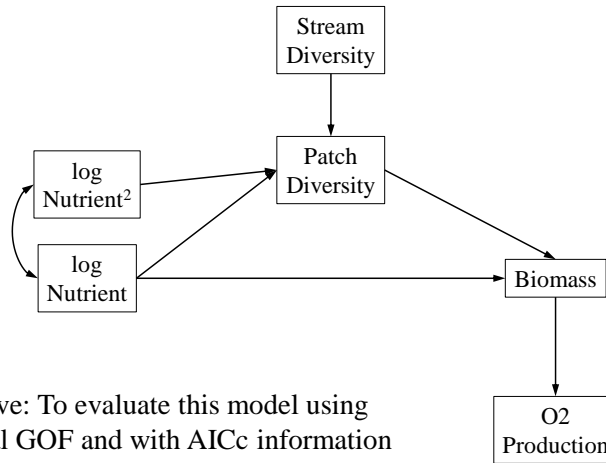 Stream
Diversity
log
Nutrient²
Patch
Diversity
log
Nutrient
Biomass
ve: To evaluate this model using
l GOF and with AICc information
O2
Production